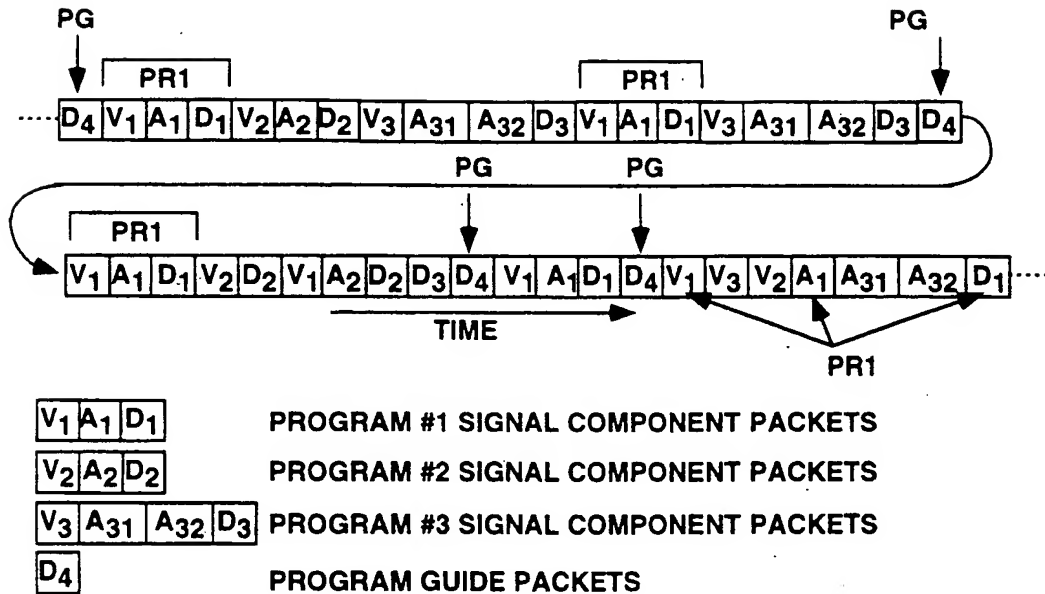 PG PG
PR1 PR1
D4 V1 A1 D1 V2 A2 D2 V3 A31 A32 D3 V1 A1 D1 V3 A31 A32 D3 D4
PG PG
PR1
V1 A1 D1 V2 D2 V1 A2 D2 D3 D4 V1 A1 D1 D4 V1 V3 V2 A1 A31 A32 D1
TIME
PR1
V1 A1 D1 PROGRAM #1 SIGNAL COMPONENT PACKETS
V2 A2 D2 PROGRAM #2 SIGNAL COMPONENT PACKETS
V3 A31 A32 D3 PROGRAM #3 SIGNAL COMPONENT PACKETS
D4 PROGRAM GUIDE PACKETS